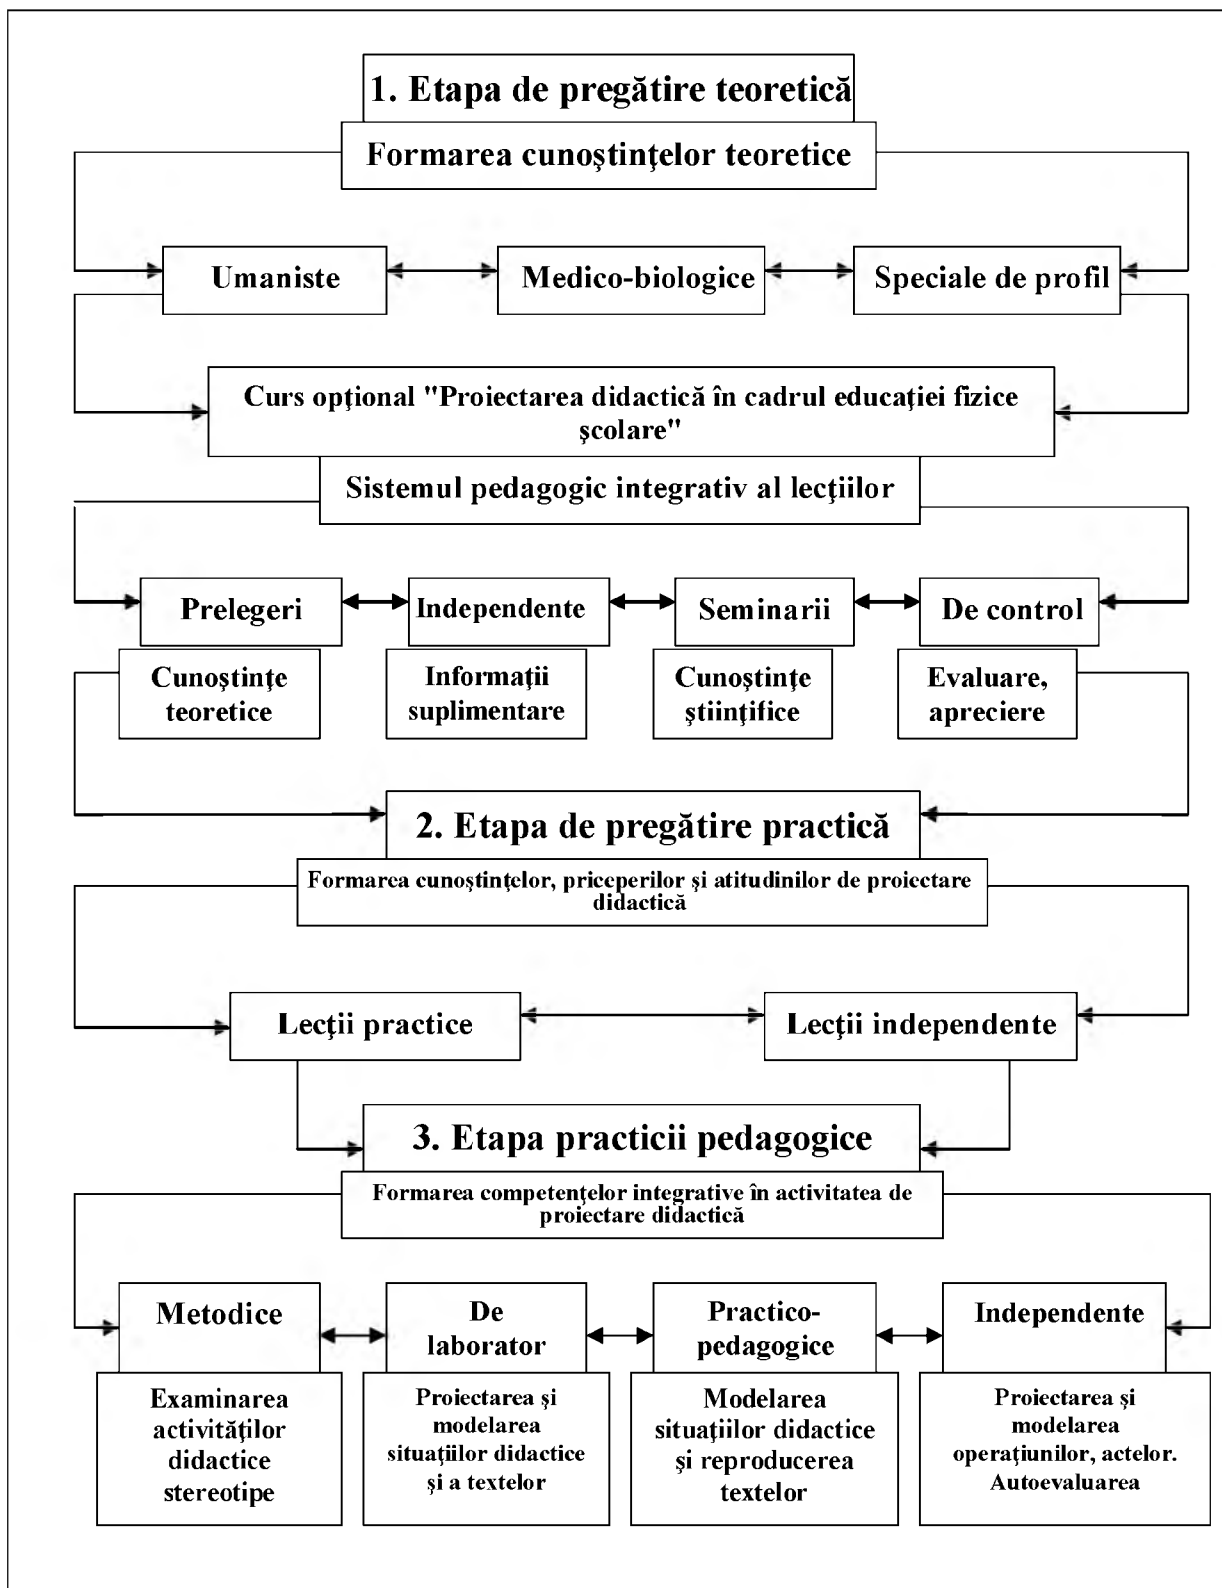 1. Etapa de pregătire teoretică
Formarea cunoştinţelor teoretice
Umaniste
Medico-biologice
Speciale de profil
Curs opţional "Proiectarea didactică în cadrul educaţiei fizice
şcolare"
Sistemul pedagogic integrativ al lecţiilor
Prelegeri
Independente
Seminarii
De control
Cunoştinţe
teoretice
Informaţii
suplimentare
Cunoştinţe
ştiinţifice
Evaluare,
apreciere
2. Etapa de pregătire practică
Formarea cunoştinţelor, priceperilor şi atitudinilor de proiectare
didactică
Lecţii practice
Lecţii independente
3. Etapa practicii pedagogice
Formarea competenţelor integrative în activitatea de
proiectare didactică
Metodice
De
laborator
Practico-
pedagogice
Independente
Examinarea
activităţilor
didactice
stereotipe
Proiectarea şi
modelarea
situaţiilor didactice
şi a textelor
Modelarea
situaţiilor didactice
şi reproducerea
textelor
Proiectarea şi
modelarea
operaţiunilor, actelor.
Autoevaluarea